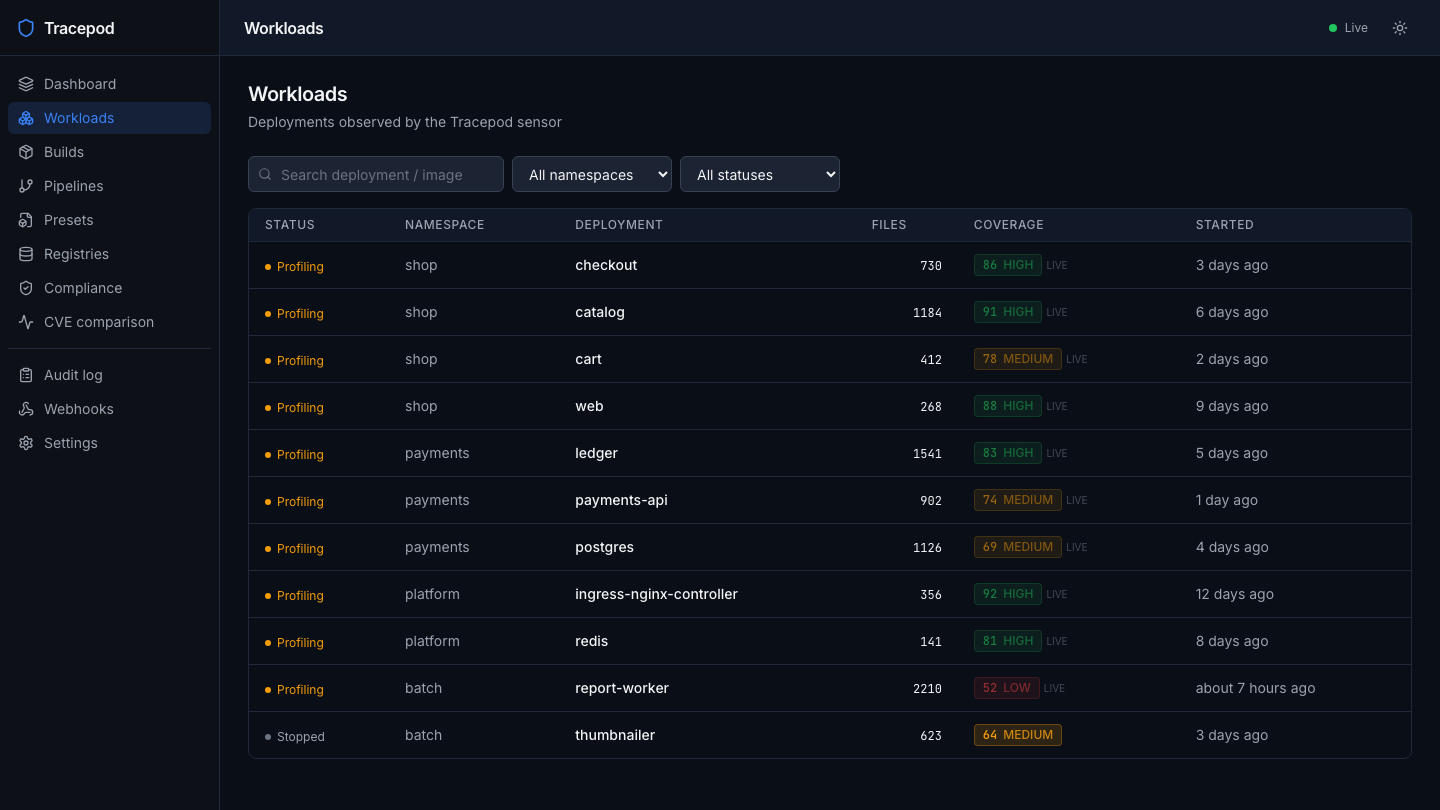 Tracepod
Workloads
Live
Dashboard
Workloads
Builds
Pipelines
Presets
Registries
Compliance
CVE comparison
Audit log
Webhooks
Settings
Workloads
Deployments observed by the Tracepod sensor
Search deployment / image All namespaces All statuses
STATUS NAMESPACE DEPLOYMENT FILES COVERAGE STARTED
Profiling shop checkout 730 86 HIGH LIVE 3 days ago
Profiling shop catalog 1184 91 HIGH LIVE 6 days ago
Profiling shop cart 412 78 MEDIUM LIVE 2 days ago
Profiling shop web 268 88 HIGH LIVE 9 days ago
Profiling payments ledger 1541 83 HIGH LIVE 5 days ago
Profiling payments payments-api 902 74 MEDIUM LIVE 1 day ago
Profiling payments postgres 1126 69 MEDIUM LIVE 4 days ago
Profiling platform ingress-nginx-controller 356 92 HIGH LIVE 12 days ago
Profiling platform redis 141 81 HIGH LIVE 8 days ago
Profiling batch report-worker 2210 52 LOW LIVE about 7 hours ago
Stopped batch thumbnailer 623 64 MEDIUM 3 days ago